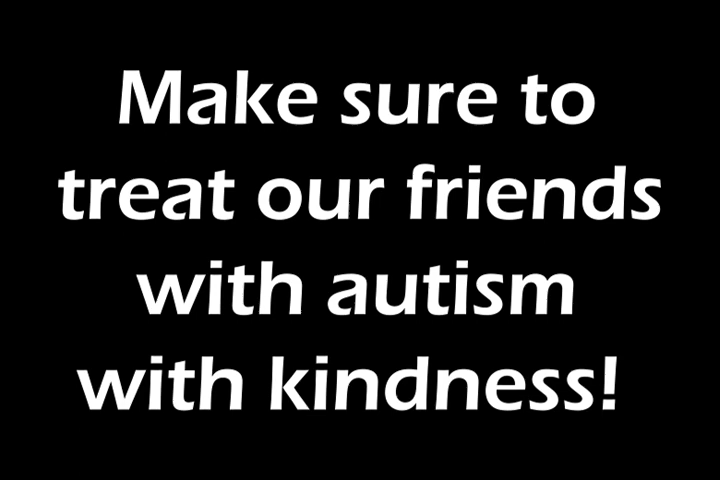 Make sure to
treat our friends
with autism
with kindness!